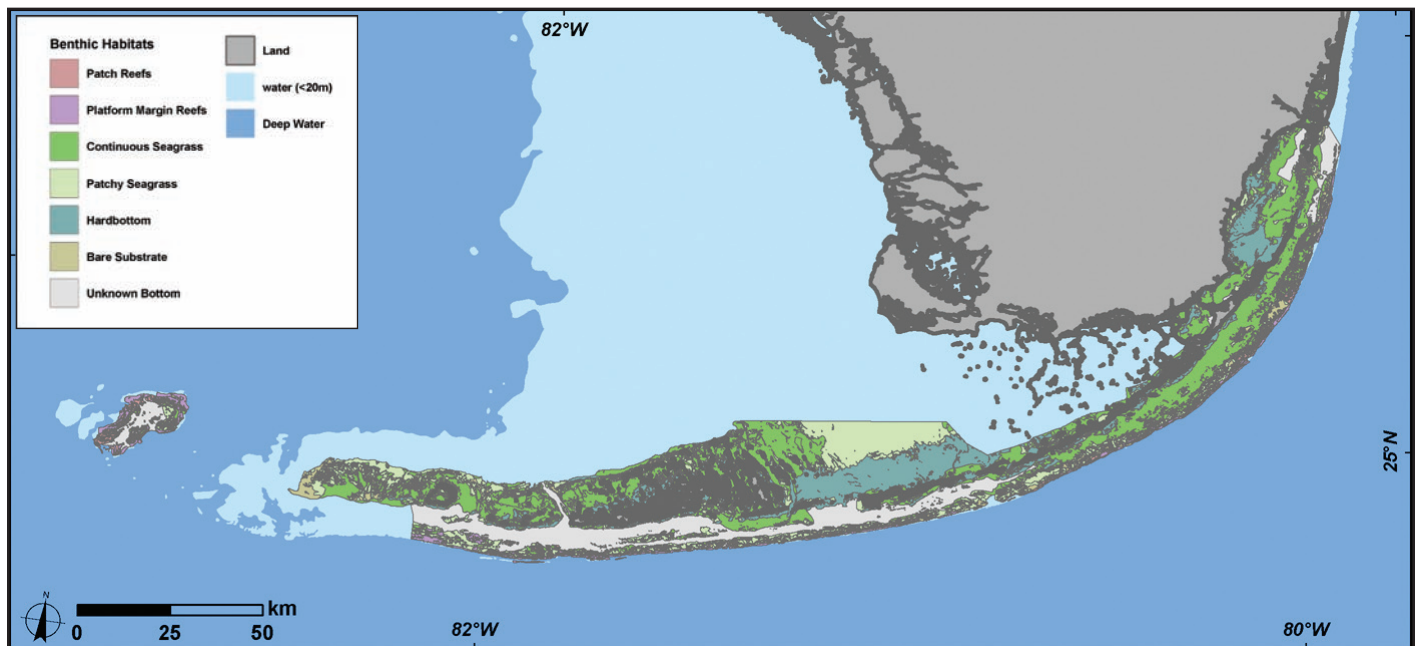 82°W
Benthic Habitats
Patch Reefs
Platform Margin Reefs
Continuous Seagrass
Patchy Seagrass
Hardbottom
Bare Substrate
Unknown Bottom
Land
water (<20m)
Deep Water
25°N
N
km
0 25 50
82°W
80°W